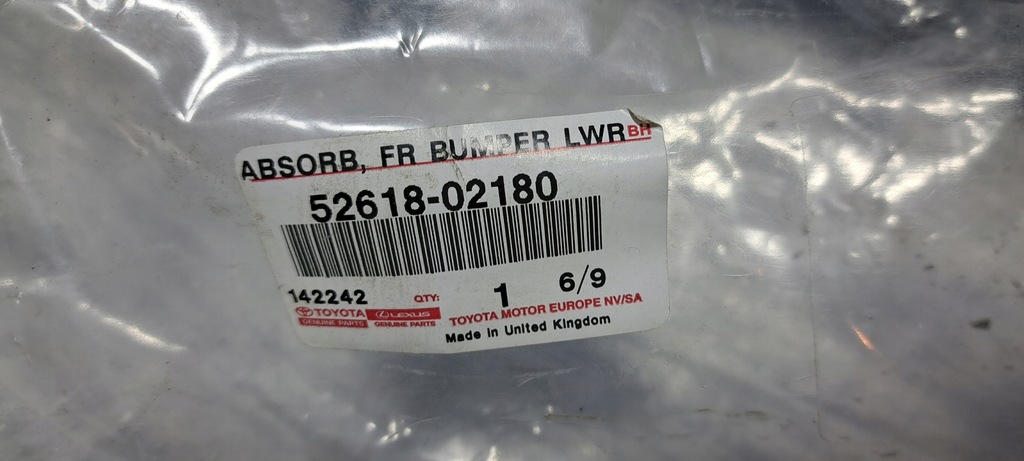 ABSORB, FR BUMPER LWR BH
52618-02180
142242 QTY: 1 6/9
TOYOTA LEXUS TOYOTA MOTOR EUROPE NV/SA
GENUINE PARTS GENUINE PARTS Made in United Kingdom